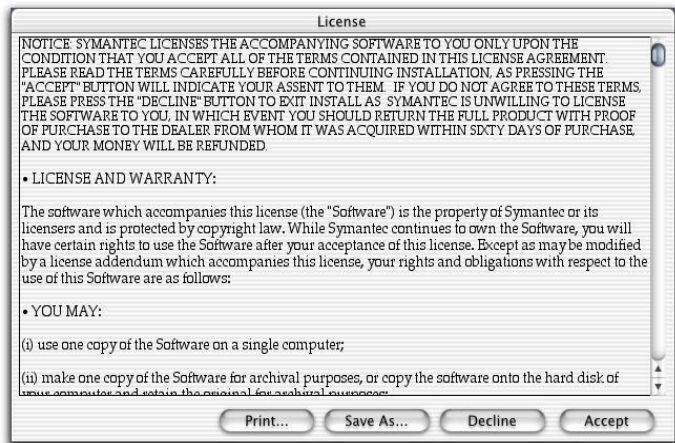 License
NOTICE: SYMANTEC LICENSES THE ACCOMPANYING SOFTWARE TO YOU ONLY UPON THE
CONDITION THAT YOU ACCEPT ALL OF THE TERMS CONTAINED IN THIS LICENSE AGREEMENT.
PLEASE READ THE TERMS CAREFULLY BEFORE CONTINUING INSTALLATION, AS PRESSING THE
"ACCEPT" BUTTON WILL INDICATE YOUR ASSENT TO THEM. IF YOU DO NOT AGREE TO THESE TERMS,
PLEASE PRESS THE "DECLINE" BUTTON TO EXIT INSTALL AS SYMANTEC IS UNWILLING TO LICENSE
THE SOFTWARE TO YOU, IN WHICH EVENT YOU SHOULD RETURN THE FULL PRODUCT WITH PROOF
OF PURCHASE TO THE DEALER FROM WHOM IT WAS ACQUIRED WITHIN SIXTY DAYS OF PURCHASE,
AND YOUR MONEY WILL BE REFUNDED.
• LICENSE AND WARRANTY:
The software which accompanies this license (the "Software") is the property of Symantec or its
licensers and is protected by copyright law. While Symantec continues to own the Software, you will
have certain rights to use the Software after your acceptance of this license. Except as may be modified
by a license addendum which accompanies this license, your rights and obligations with respect to the
use of this Software are as follows:
• YOU MAY:
(i) use one copy of the Software on a single computer;
(ii) make one copy of the Software for archival purposes, or copy the software onto the hard disk of
your computer and retain the original for archival purposes;
Print... Save As... Decline Accept